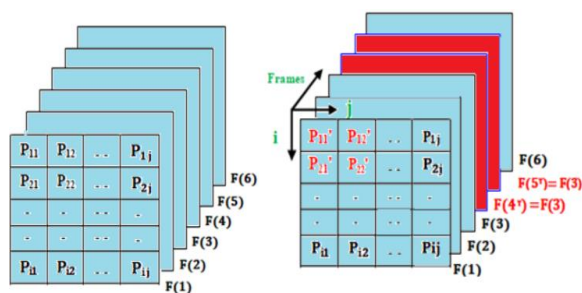 P11 P12 .. P1j
P21 P22 .. P2j
- - -- -
- - -- -
Pi1 Pi2 .. Pij
F(1)
F(2)
F(3)
F(4)
F(5)
F(6)
Frames
j
i
P11' P12' .. P1j
P21' P22' .. P2j
- - .. -
- - .. -
Pi1 Pi2 .. Pij
F(1)
F(2)
F(3)
F(4')=F(3)
F(5')=F(3)
F(6)